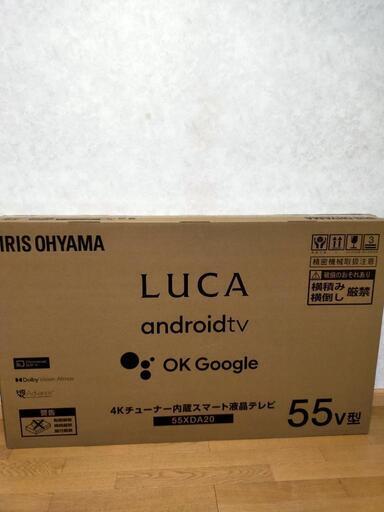 IRIS OHYAMA
LUCA
androidtv
OK Google
精密機械取扱注意
破損のおそれあり
横積み
横倒し
厳禁
Dolby Vision Atmos
警告
4Kチューナー内蔵スマート液晶テレビ
55XDA20
55V型